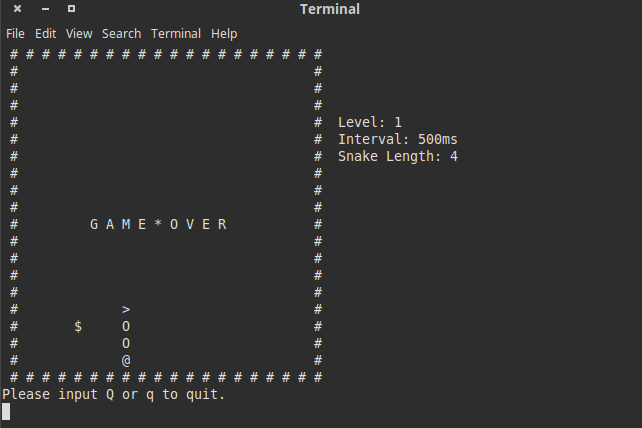 Terminal
File Edit View Search Terminal Help
# # # # # # # # # # # # # # # # # # # #
# #
# #
# #
# # Level: 1
# # Interval: 500ms
# # Snake Length: 4
# #
# #
# #
# G A M E * O V E R #
# #
# #
# #
# #
# > #
# $ O #
# O #
# @ #
# # # # # # # # # # # # # # # # # # # #
Please input Q or q to quit.